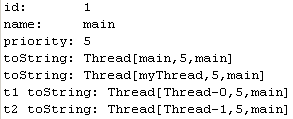 id:       1
name:     main
priority: 5
toString: Thread[main,5,main]
toString: Thread[myThread,5,main]
t1 toString: Thread[Thread-0,5,main]
t2 toString: Thread[Thread-1,5,main]